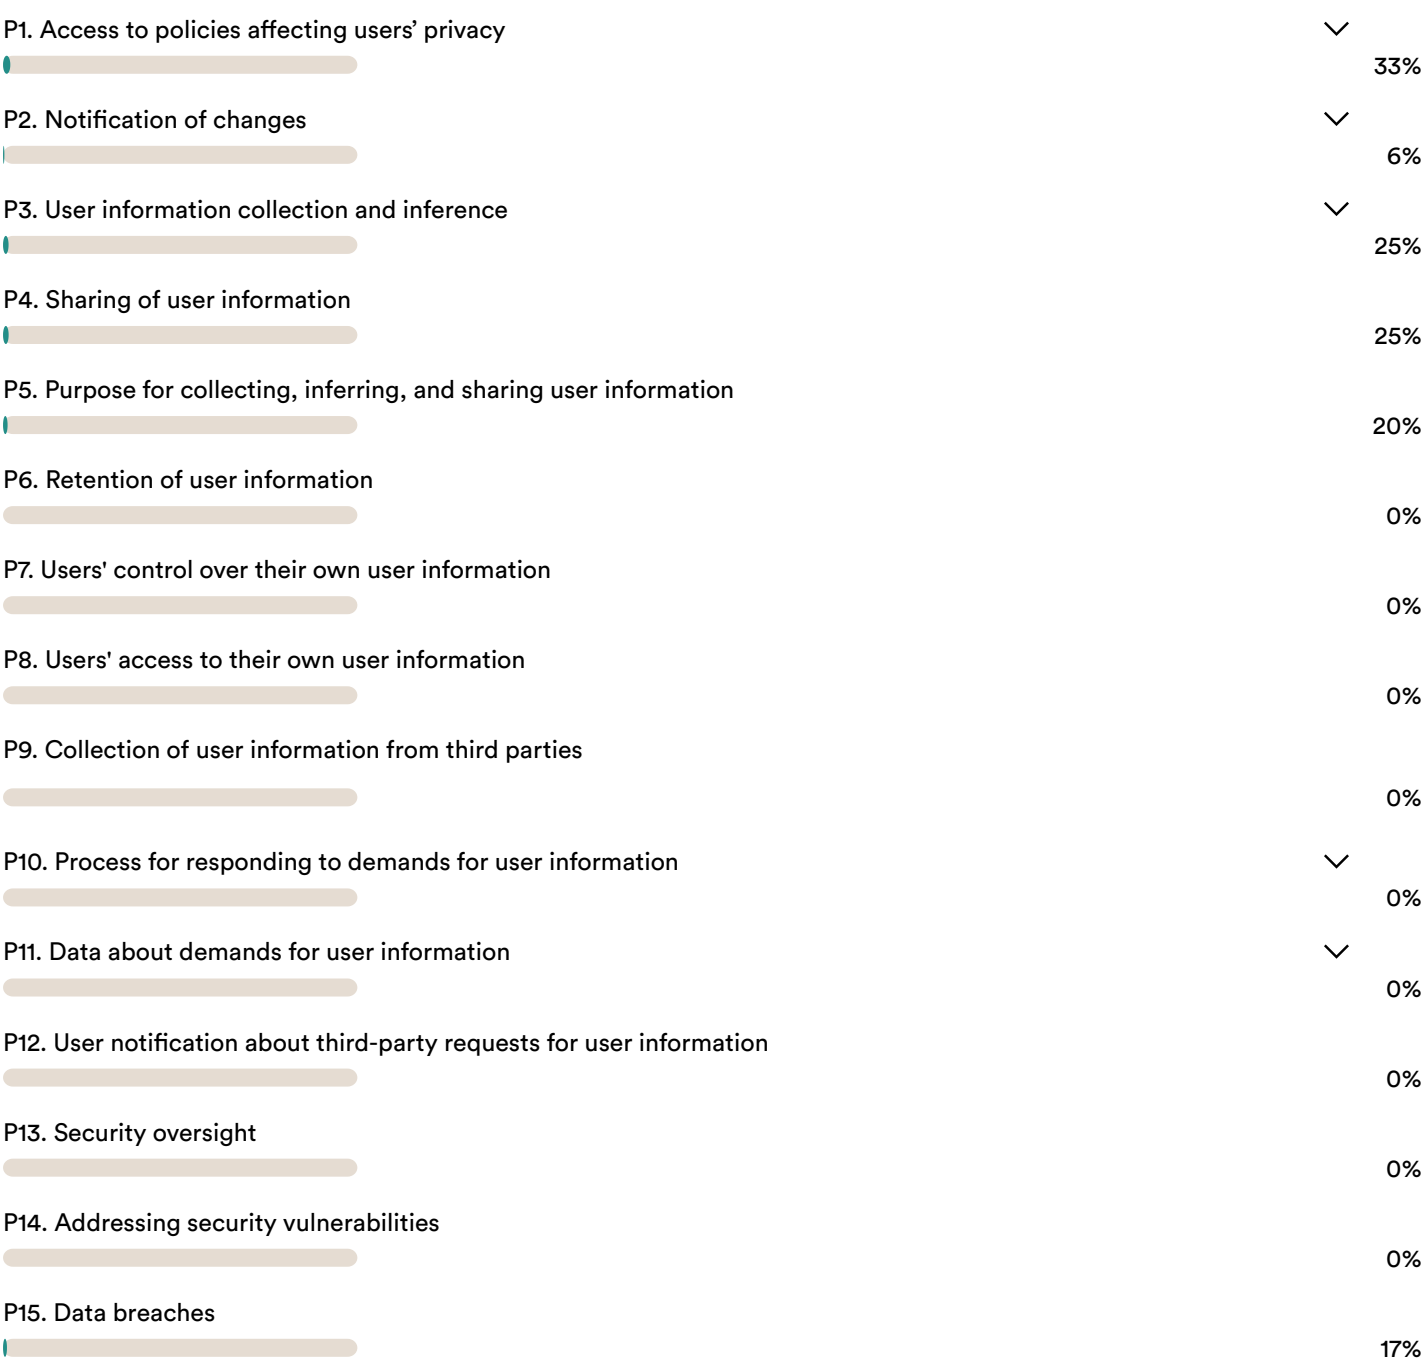 P1. Access to policies affecting users’ privacy
33%
P2. Notification of changes
6%
P3. User information collection and inference
25%
P4. Sharing of user information
25%
P5. Purpose for collecting, inferring, and sharing user information
20%
P6. Retention of user information
0%
P7. Users' control over their own user information
0%
P8. Users' access to their own user information
0%
P9. Collection of user information from third parties
0%
P10. Process for responding to demands for user information
0%
P11. Data about demands for user information
0%
P12. User notification about third-party requests for user information
0%
P13. Security oversight
0%
P14. Addressing security vulnerabilities
0%
P15. Data breaches
17%